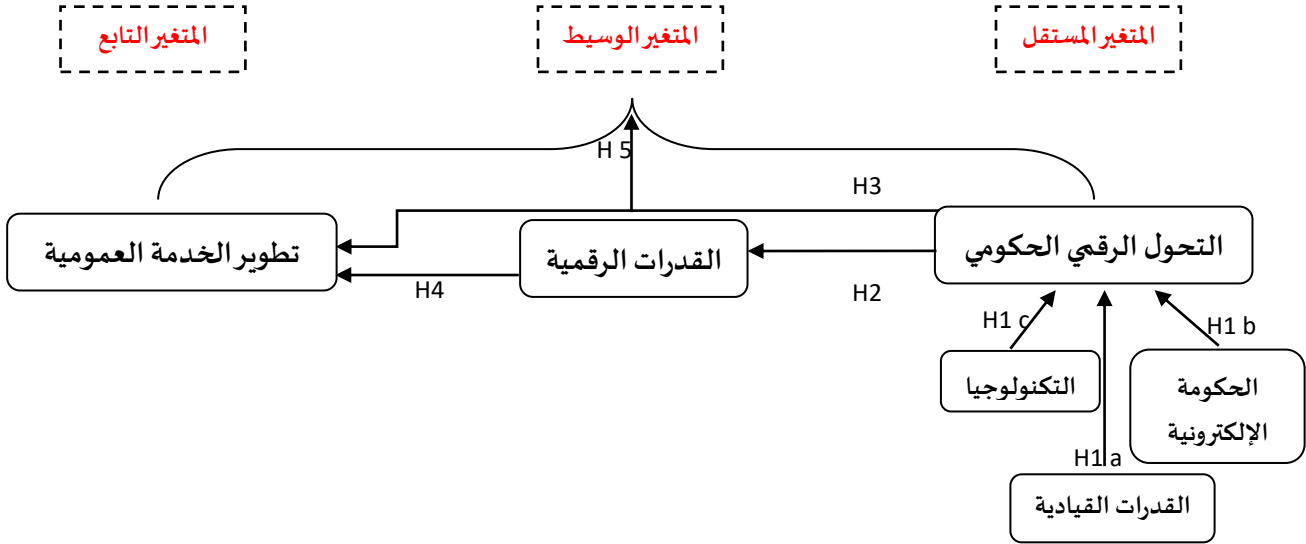 المتغير المستقل
المتغير الوسيط
المتغير التابع
H 5
H3
التحول الرقمي الحكومي
القدرات الرقمية
تطوير الخدمة العمومية
H2
H4
H1 b
H1 c
الحكومة
الإلكترونية
التكنولوجيا
H1 a
القدرات القيادية